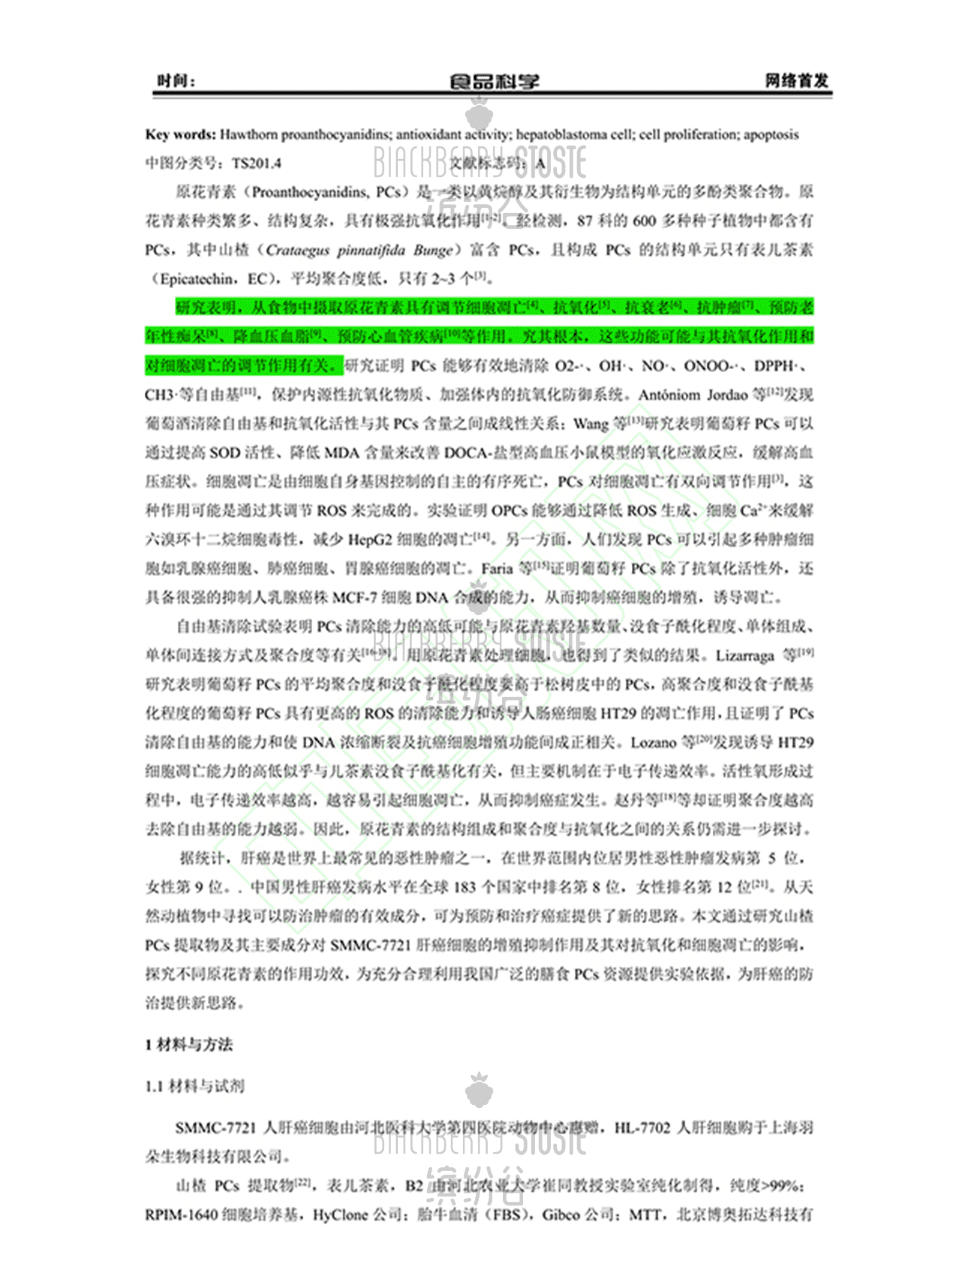 时间： 食品科学 网络首发
Key words: Hawthorn proanthocyanidins; antioxidant activity; hepatoblastoma cell; cell proliferation; apoptosis
BlACKBERRY STOSTE
中图分类号：TS201.4 文献标志码：A
原花青素（Proanthocyanidins, PCs）是一类以黄烷醇及其衍生物为结构单元的多酚类聚合物。原
缤纷谷
花青素种类繁多、结构复杂，具有极强抗氧化作用[1-2]。经检测，87 科的 600 多种种子植物中都含有
PCs，其中山楂（Crataegus pinnatifida Bunge）富含 PCs，且构成 PCs 的结构单元只有表儿茶素
（Epicatechin，EC），平均聚合度低，只有 2~3 个[3]。
研究表明，从食物中摄取原花青素具有调节细胞凋亡[4]、抗氧化[5]、抗衰老[6]、抗肿瘤[7]、预防老
年性痴呆[8]、降血压血脂[9]、预防心血管疾病[10]等作用。究其根本，这些功能可能与其抗氧化作用和
对细胞凋亡的调节作用有关。研究证明 PCs 能够有效地清除 O2-·、OH·、NO·、ONOO-·、DPPH·、
CH3·等自由基[11]，保护内源性抗氧化物质、加强体内的抗氧化防御系统。Antóniom Jordao 等[12]发现
葡萄酒清除自由基和抗氧化活性与其 PCs 含量之间成线性关系；Wang 等[13]研究表明葡萄籽 PCs 可以
通过提高 SOD 活性、降低 MDA 含量来改善 DOCA-盐型高血压小鼠模型的氧化应激反应，缓解高血
压症状。细胞凋亡是由细胞自身基因控制的自主的有序死亡，PCs 对细胞凋亡有双向调节作用[3]，这
种作用可能是通过其调节 ROS 来完成的。实验证明 OPCs 能够通过降低 ROS 生成、细胞 Ca2+来缓解
六溴环十二烷细胞毒性，减少 HepG2 细胞的凋亡[14]。另一方面，人们发现 PCs 可以引起多种肿瘤细
胞如乳腺癌细胞、肺癌细胞、胃腺癌细胞的凋亡。Faria 等[15]证明葡萄籽 PCs 除了抗氧化活性外，还
具备很强的抑制人乳腺癌株 MCF-7 细胞 DNA 合成的能力，从而抑制癌细胞的增殖，诱导凋亡。
自由基清除试验表明 PCs 清除能力的高低可能与原花青素羟基数量、没食子酰化程度、单体组成、
BlACKBERRY STOSTE
单体间连接方式及聚合度等有关[16-18]。用原花青素处理细胞，也得到了类似的结果。Lizarraga 等[19]
缤纷谷
研究表明葡萄籽 PCs 的平均聚合度和没食子酰化程度要高于松树皮中的 PCs，高聚合度和没食子酰基
化程度的葡萄籽 PCs 具有更高的 ROS 的清除能力和诱导人肠癌细胞 HT29 的凋亡作用，且证明了 PCs
清除自由基的能力和使 DNA 浓缩断裂及抗癌细胞增殖功能间成正相关。Lozano 等[20]发现诱导 HT29
细胞凋亡能力的高低似乎与儿茶素没食子酰基化有关，但主要机制在于电子传递效率。活性氧形成过
程中，电子传递效率越高，越容易引起细胞凋亡，从而抑制癌症发生。赵丹等[18]等却证明聚合度越高
去除自由基的能力越弱。因此，原花青素的结构组成和聚合度与抗氧化之间的关系仍需进一步探讨。
据统计，肝癌是世界上最常见的恶性肿瘤之一，在世界范围内位居男性恶性肿瘤发病第 5 位，
女性第 9 位。. 中国男性肝癌发病水平在全球 183 个国家中排名第 8 位，女性排名第 12 位[21]。从天
然动植物中寻找可以防治肿瘤的有效成分，可为预防和治疗癌症提供了新的思路。本文通过研究山楂
PCs 提取物及其主要成分对 SMMC-7721 肝癌细胞的增殖抑制作用及其对抗氧化和细胞凋亡的影响，
探究不同原花青素的作用功效，为充分合理利用我国广泛的膳食 PCs 资源提供实验依据，为肝癌的防
治提供新思路。
1 材料与方法
1.1 材料与试剂
SMMC-7721 人肝癌细胞由河北医科大学第四医院动物中心惠赠，HL-7702 人肝细胞购于上海羽
BlACKBERRY STOSTE
朵生物科技有限公司。
缤纷谷
山楂 PCs 提取物[22]，表儿茶素，B2 由河北农业大学崔同教授实验室纯化制得，纯度>99%；
RPIM-1640 细胞培养基，HyClone 公司；胎牛血清（FBS），Gibco 公司；MTT，北京博奥拓达科技有